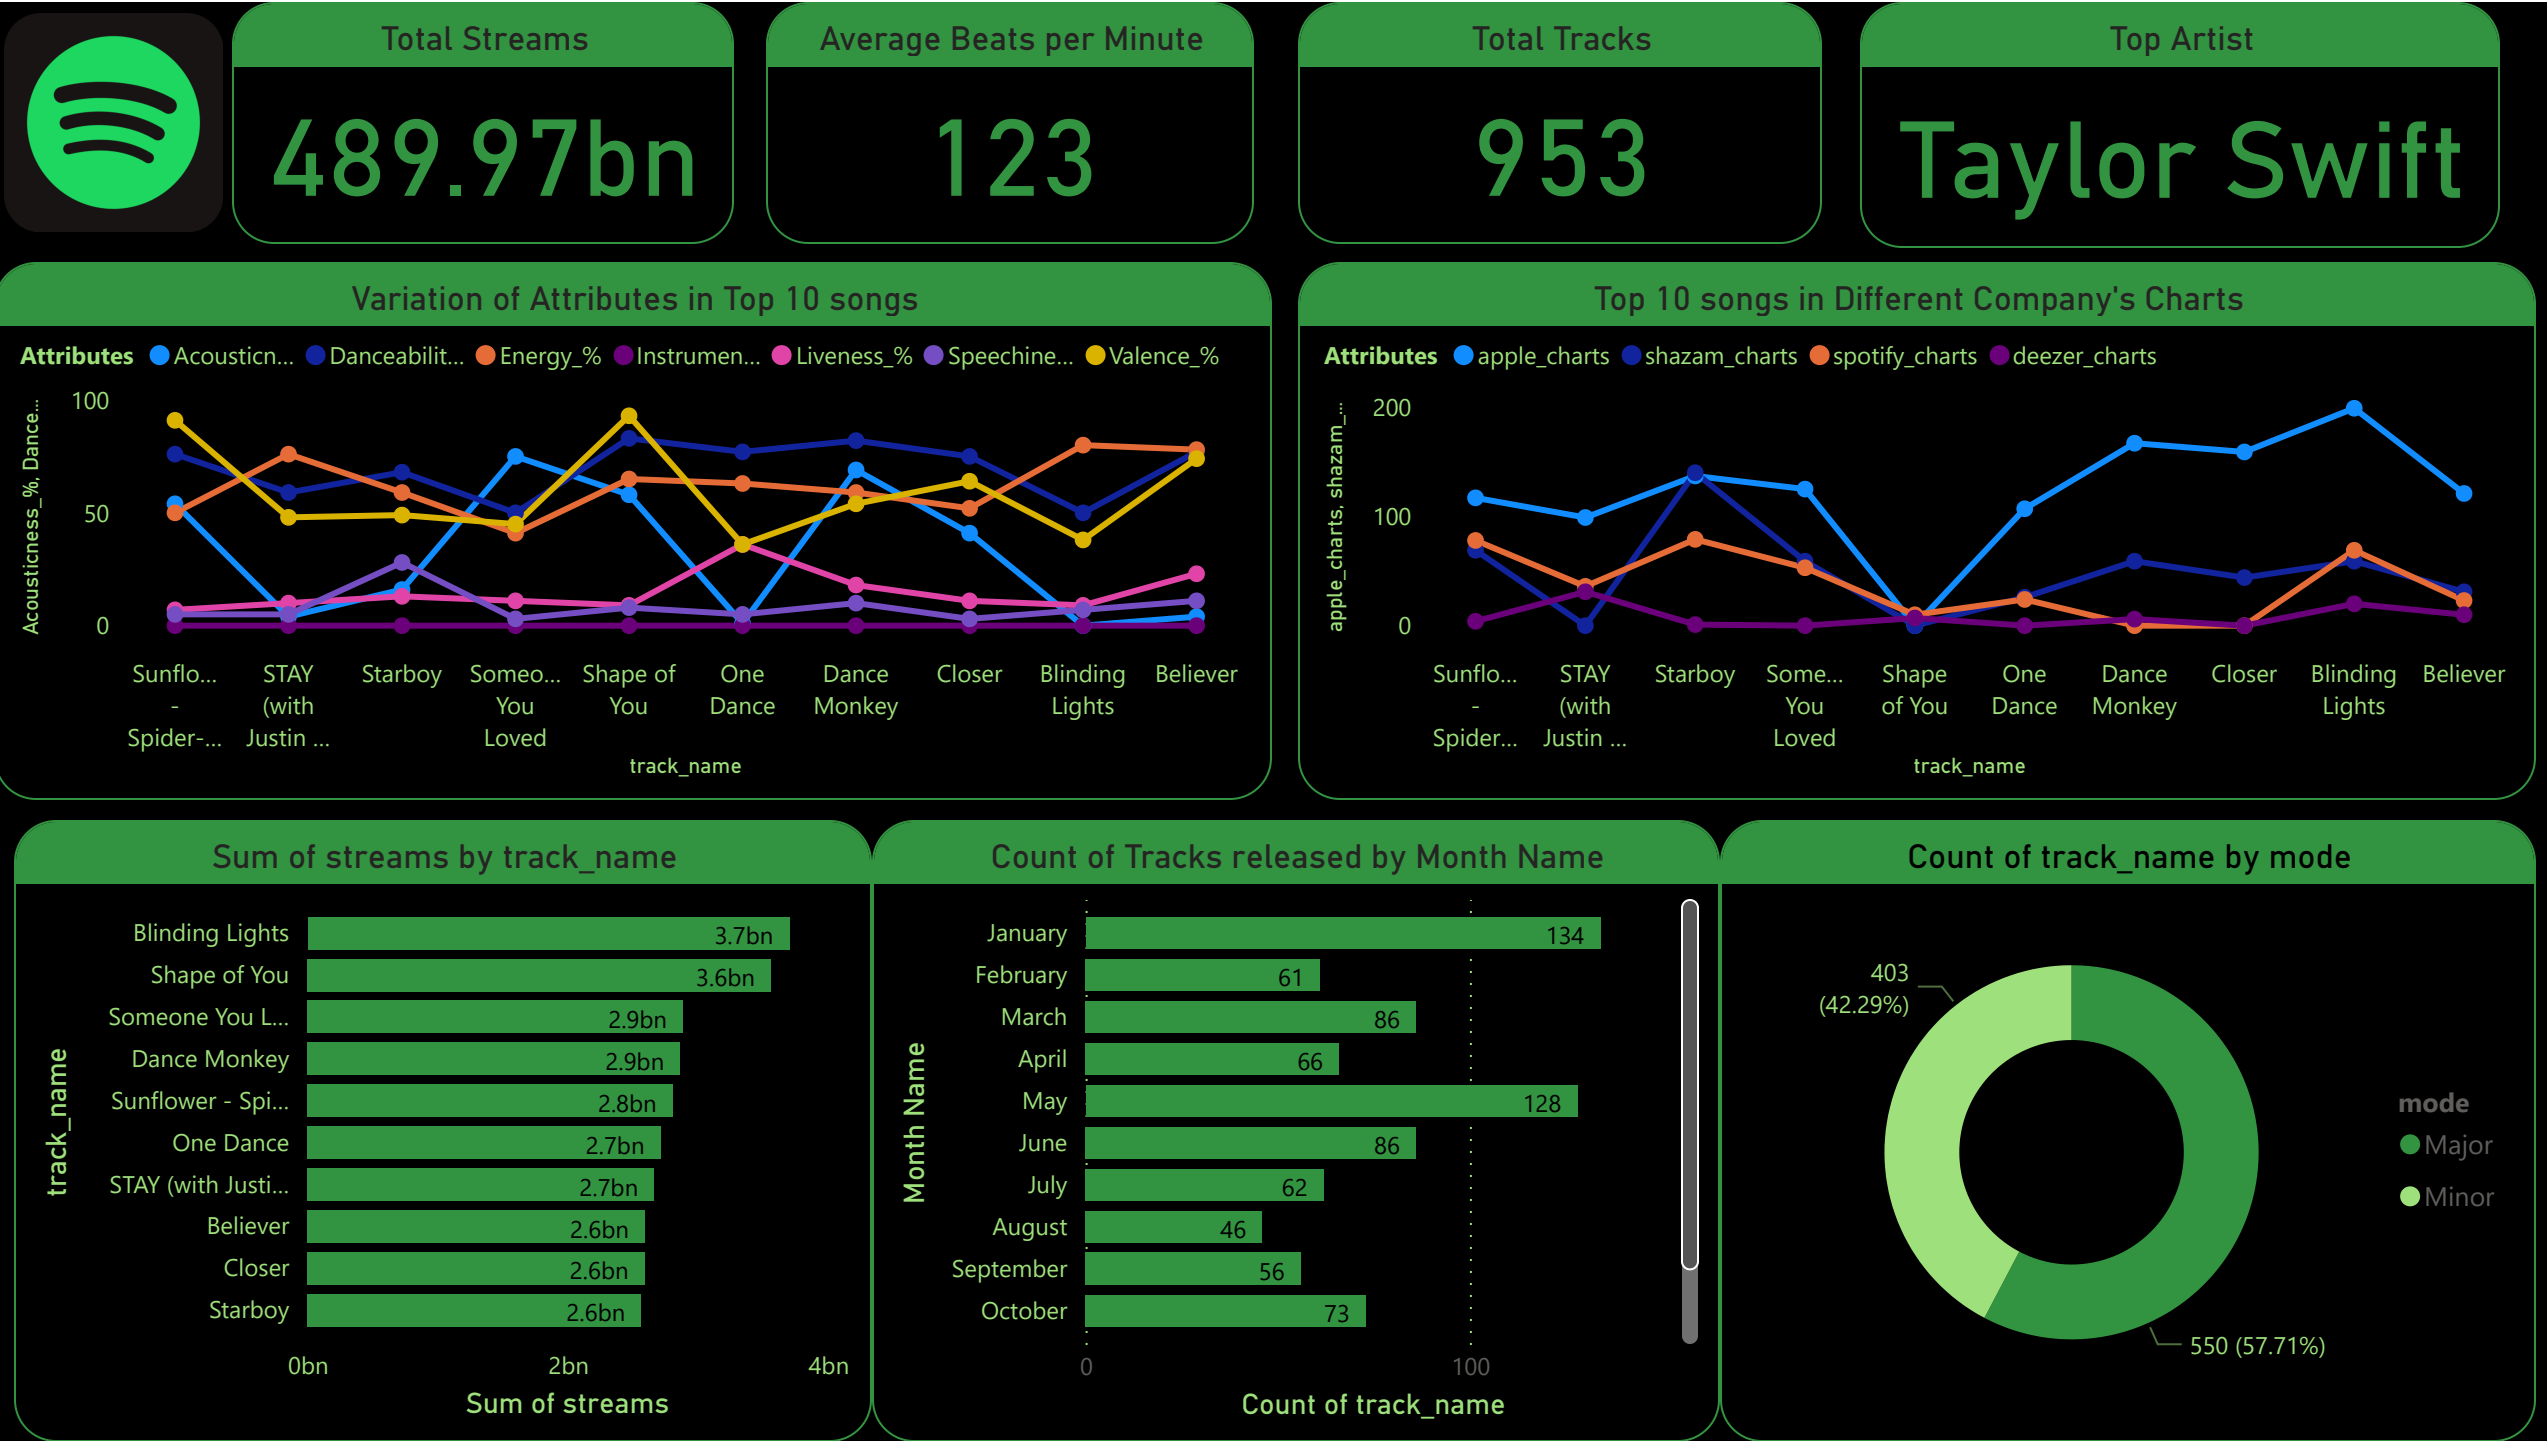 Total Streams
489.97bn
Average Beats per Minute
123
Total Tracks
953
Top Artist
Taylor Swift
Variation of Attributes in Top 10 songs
Attributes Acousticn... Danceabilit... Energy_% Instrumen... Liveness_% Speechine... Valence_%
Acousticness_%, Dance...
100
50
0
Sunflo... - Spider-...
STAY (with Justin ...
Starboy
Someo... You Loved
Shape of You
One Dance
Dance Monkey
Closer
Blinding Lights
Believer
track_name
Top 10 songs in Different Company's Charts
Attributes apple_charts shazam_charts spotify_charts deezer_charts
apple_charts, shazam_...
200
100
0
Sunflo... - Spider...
STAY (with Justin ...
Starboy
Some... You Loved
Shape of You
One Dance
Dance Monkey
Closer
Blinding Lights
Believer
track_name
Sum of streams by track_name
track_name
Blinding Lights 3.7bn
Shape of You 3.6bn
Someone You L... 2.9bn
Dance Monkey 2.9bn
Sunflower - Spi... 2.8bn
One Dance 2.7bn
STAY (with Justi... 2.7bn
Believer 2.6bn
Closer 2.6bn
Starboy 2.6bn
0bn 2bn 4bn
Sum of streams
Count of Tracks released by Month Name
Month Name
January 134
February 61
March 86
April 66
May 128
June 86
July 62
August 46
September 56
October 73
0 100
Count of track_name
Count of track_name by mode
403
(42.29%)
550 (57.71%)
mode
Major
Minor